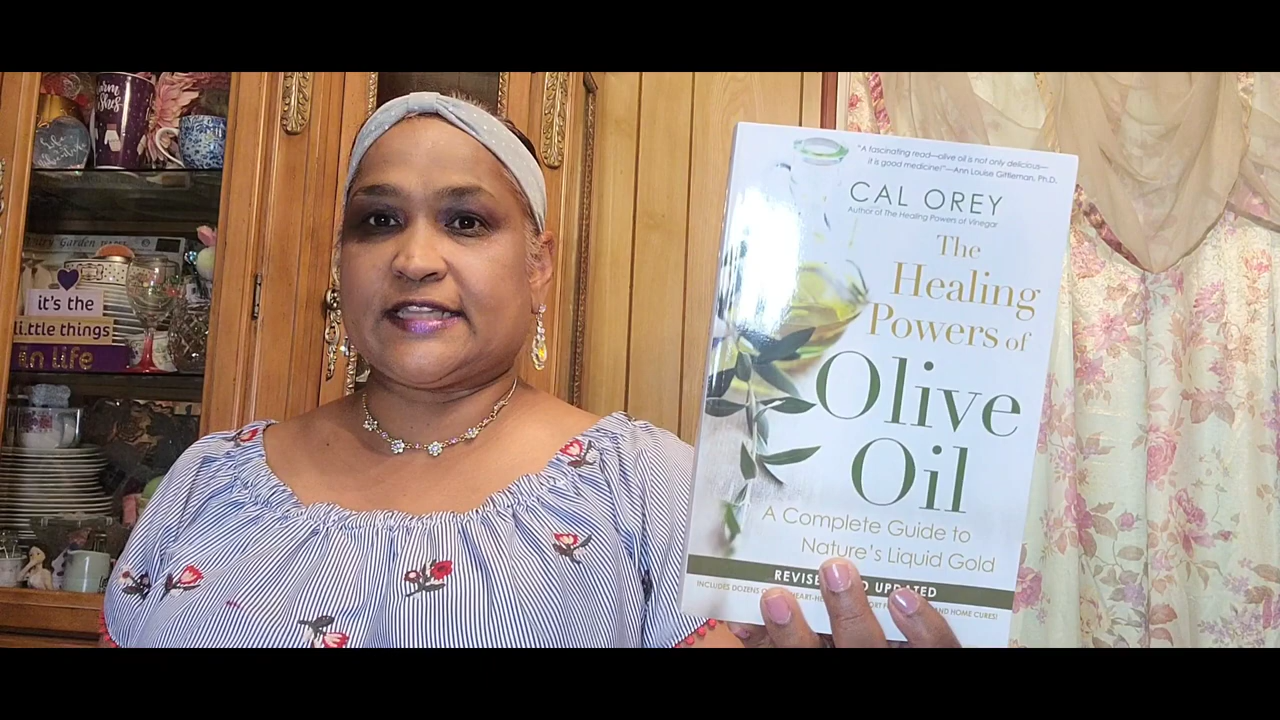 "A fascinating read—olive oil is not only delicious—
it is good medicine!"—Ann Louise Gittleman, Ph.D.
CAL OREY
Author of The Healing Powers of Vinegar
The
Healing
Powers of
Olive
Oil
A Complete Guide to
Nature's Liquid Gold
REVISED UPDATED
INCLUDES DOZENS AND HOME CURES!
it's the
little things
in life